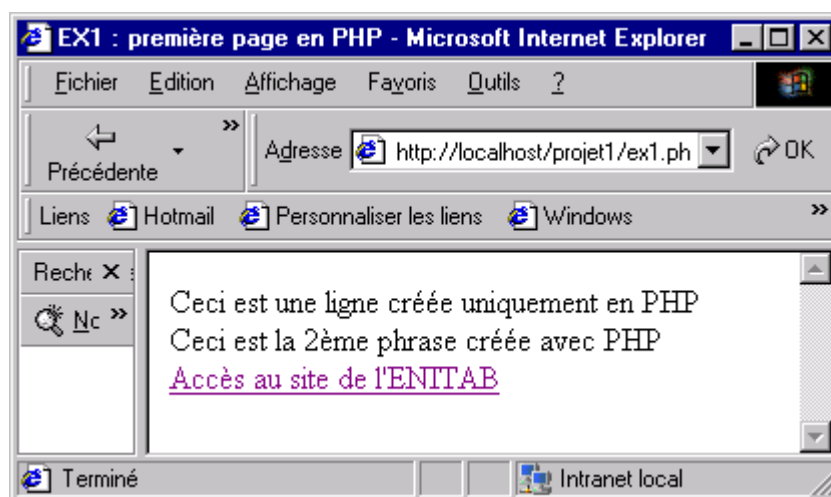 EX1 : première page en PHP - Microsoft Internet Explorer
Fichier Edition Affichage Favoris Outils ?
» Adresse http://localhost/projet1/ex1.ph OK
Précédente
Liens Hotmail Personnaliser les liens Windows »
Reche
Nc »
Ceci est une ligne créée uniquement en PHP
Ceci est la 2ème phrase créée avec PHP
Accès au site de l'ENITAB
Terminé Intranet local